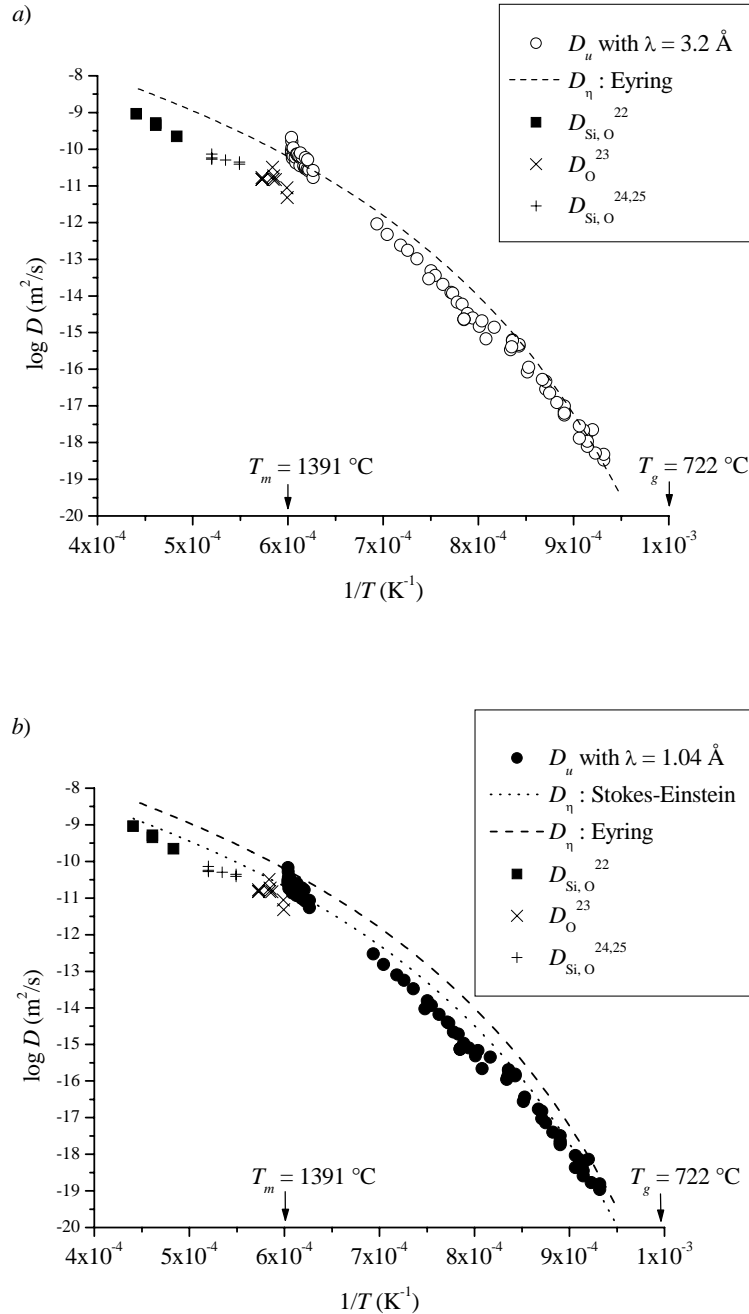 a)
D_u with λ = 3.2 Å
D_η : Eyring
D_Si, O^22
D_O^23
D_Si, O^24,25
-8
-9
-10
-11
-12
-13
-14
-15
-16
-17
-18
-19
-20
log D (m²/s)
T_m = 1391 °C
T_g = 722 °C
4x10⁻⁴
5x10⁻⁴
6x10⁻⁴
7x10⁻⁴
8x10⁻⁴
9x10⁻⁴
1x10⁻³
1/T (K⁻¹)
b)
D_u with λ = 1.04 Å
D_η : Stokes-Einstein
D_η : Eyring
D_Si, O^22
D_O^23
D_Si, O^24,25
-8
-9
-10
-11
-12
-13
-14
-15
-16
-17
-18
-19
-20
log D (m²/s)
T_m = 1391 °C
T_g = 722 °C
4x10⁻⁴
5x10⁻⁴
6x10⁻⁴
7x10⁻⁴
8x10⁻⁴
9x10⁻⁴
1x10⁻³
1/T (K⁻¹)